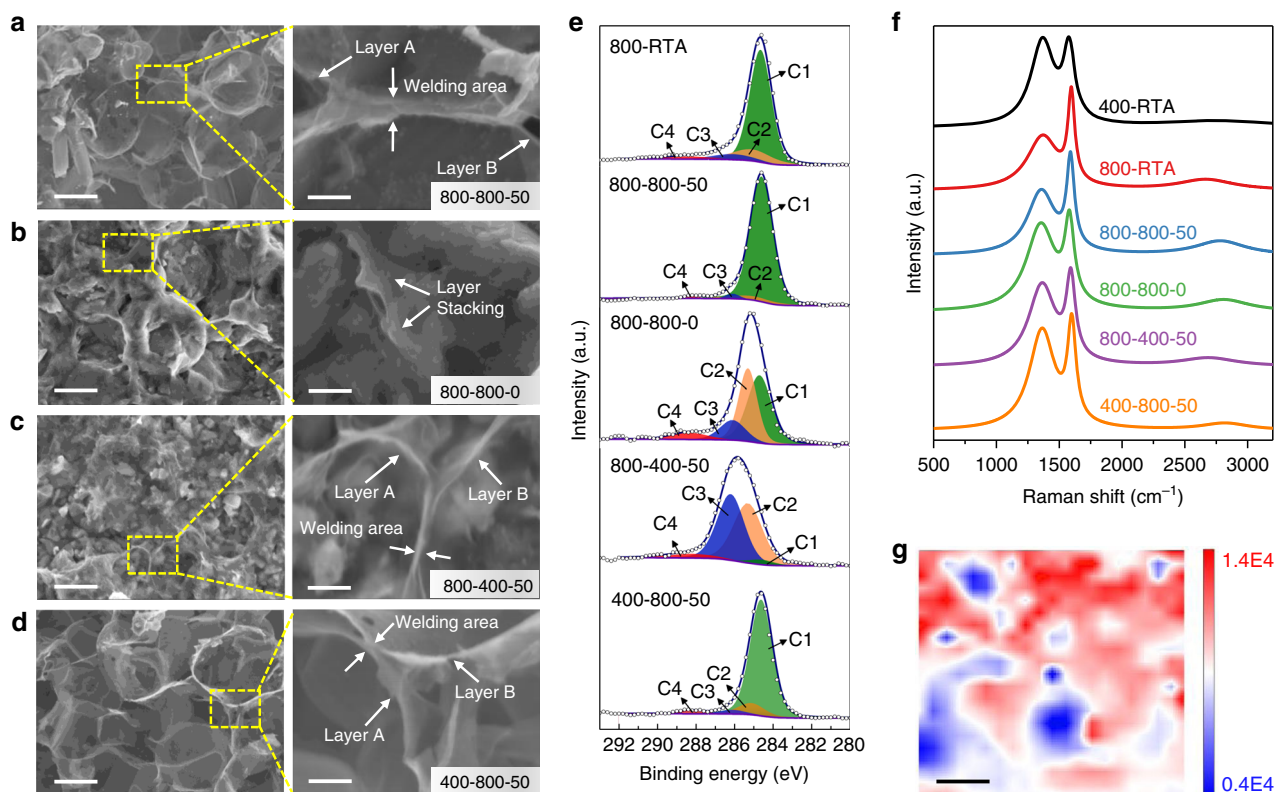 a
Layer A
Welding area
Layer B
800-800-50
b
Layer
Stacking
800-800-0
c
Layer A
Layer B
Welding area
800-400-50
d
Welding area
Layer B
Layer A
400-800-50
e
800-RTA
C1
C4
C3
C2
800-800-50
C1
C4
C3
C2
800-800-0
C2
C1
C4
C3
800-400-50
C3
C2
C4
C1
400-800-50
C1
C2
C4
C3
Intensity (a.u.)
292 290 288 286 284 282 280
Binding energy (eV)
f
400-RTA
800-RTA
800-800-50
800-800-0
800-400-50
400-800-50
Intensity (a.u.)
500 1000 1500 2000 2500 3000
Raman shift (cm⁻¹)
g
1.4E4
0.4E4